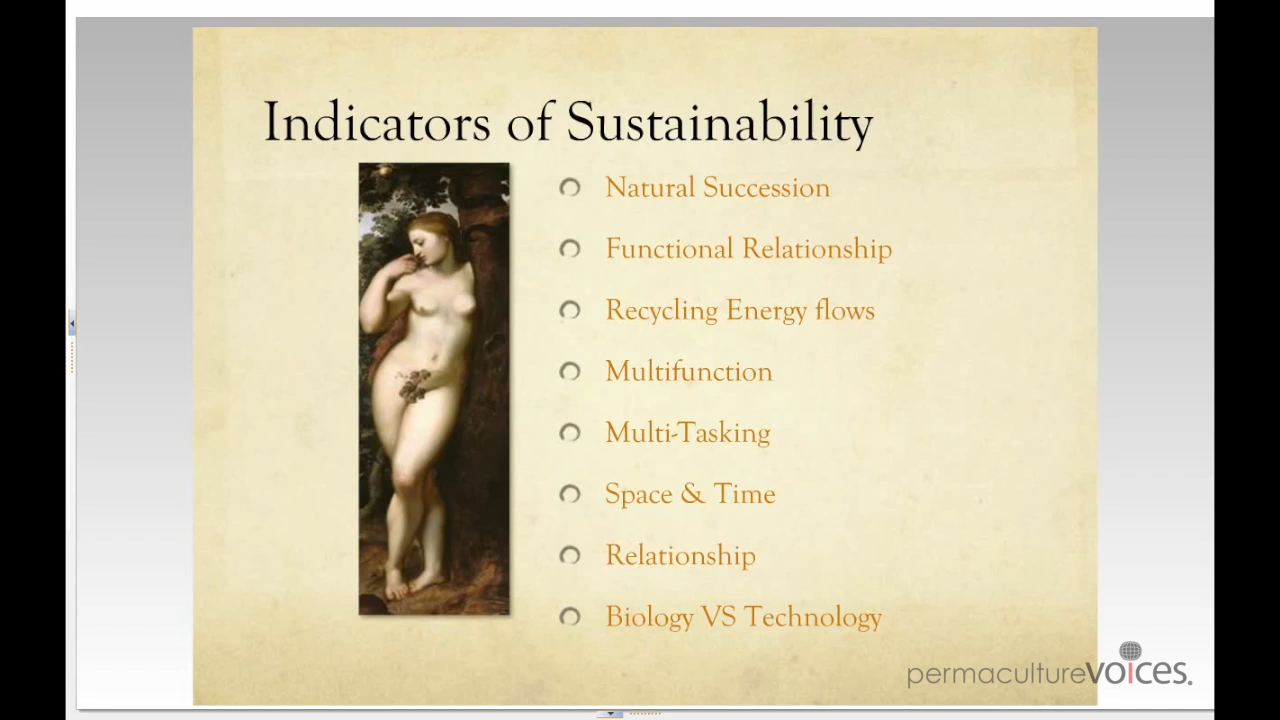 Indicators of Sustainability
Natural Succession
Functional Relationship
Recycling Energy flows
Multifunction
Multi-Tasking
Space & Time
Relationship
Biology VS Technology
permacultureVOICES.